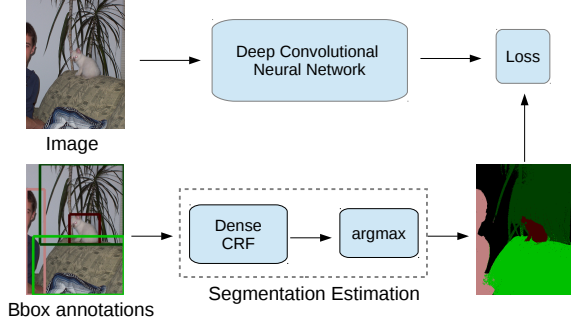 Deep Convolutional
Neural Network
Loss
Image
Dense
CRF
argmax
Segmentation Estimation
Bbox annotations